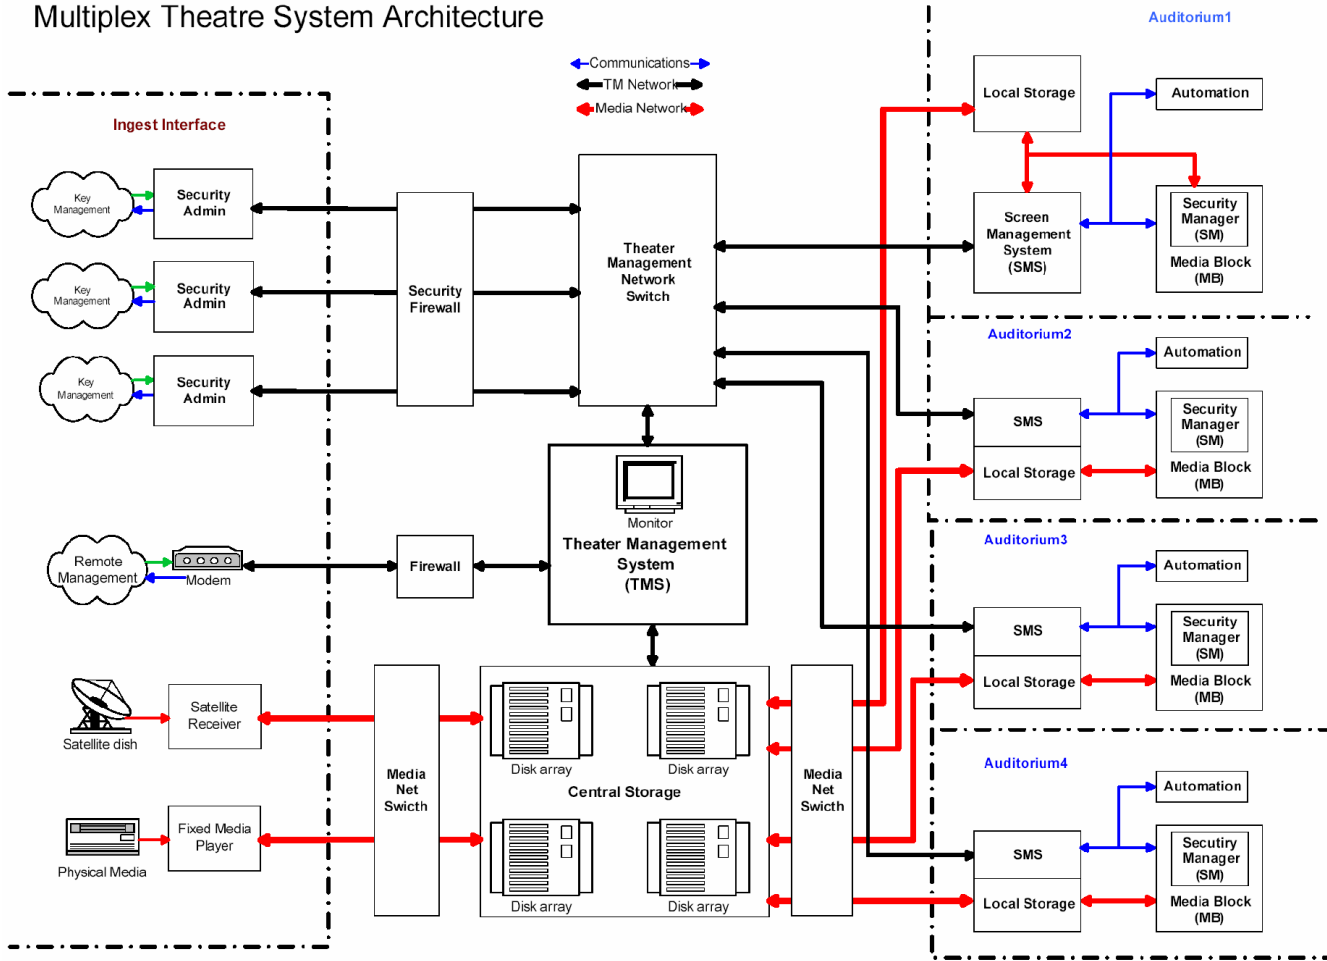 Multiplex Theatre System Architecture
Communications
TM Network
Media Network
Ingest Interface
Key
Management
Security
Admin
Key
Management
Security
Admin
Key
Management
Security
Admin
Security
Firewall
Theater
Management
Network
Switch
Remote
Management
Modem
Firewall
Monitor
Theater Management
System
(TMS)
Satellite dish
Satellite
Receiver
Physical Media
Fixed Media
Player
Media
Net
Swicth
Disk array
Disk array
Central Storage
Disk array
Disk array
Media
Net
Swicth
Auditorium1
Local Storage
Automation
Screen
Management
System
(SMS)
Security
Manager
(SM)
Media Block
(MB)
Auditorium2
Automation
SMS
Local Storage
Security
Manager
(SM)
Media Block
(MB)
Auditorium3
Automation
SMS
Local Storage
Security
Manager
(SM)
Media Block
(MB)
Auditorium4
Automation
SMS
Local Storage
Secutiry
Manager
(SM)
Media Block
(MB)